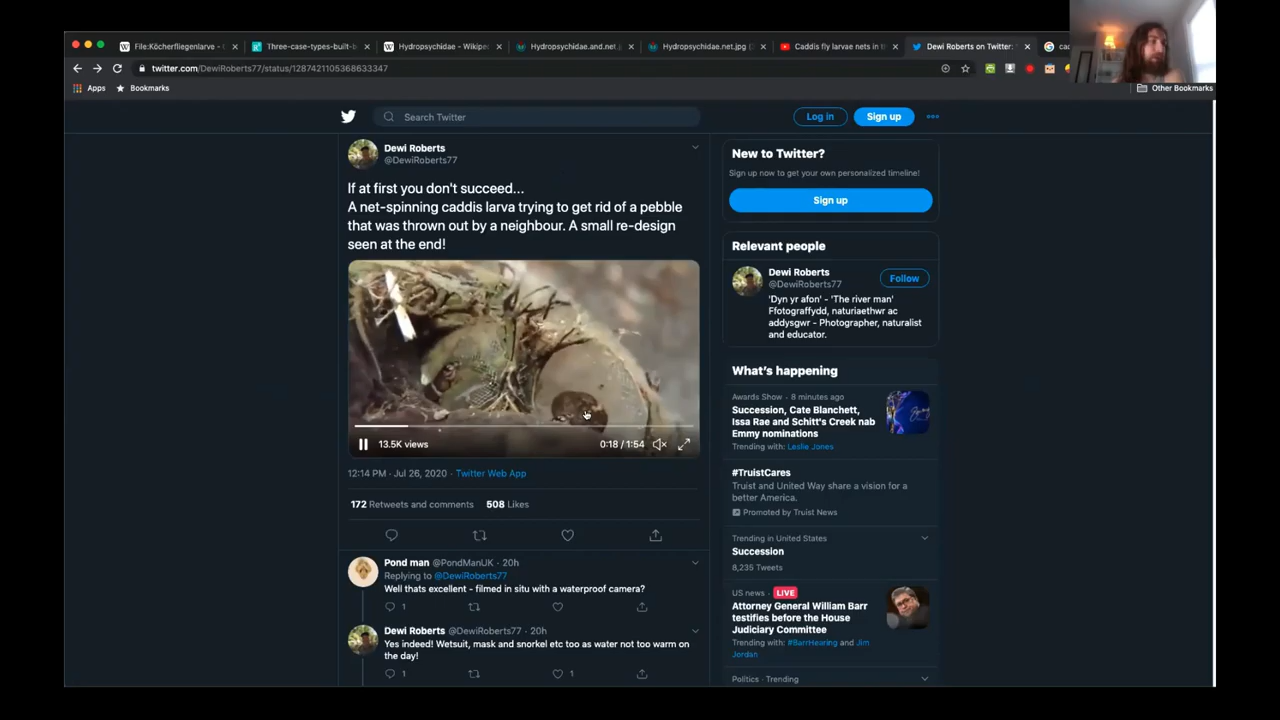 File:Köcherfliegenlarve -
Three-case-types-built-b
Hydropsychidae - Wikipe
Hydropsychidae.and.net.j
Hydropsychidae.net.jpg (
Caddis fly larvae nets in t
Dewi Roberts on Twitter:
twitter.com/DewiRoberts77/status/1287421105368633347
Apps
Bookmarks
Other Bookmarks
Search Twitter
Log in
Sign up
Dewi Roberts
@DewiRoberts77
If at first you don't succeed...
A net-spinning caddis larva trying to get rid of a pebble
that was thrown out by a neighbour. A small re-design
seen at the end!
13.5K views
0:18 / 1:54
12:14 PM · Jul 26, 2020 · Twitter Web App
172 Retweets and comments 508 Likes
Pond man @PondManUK · 20h
Replying to @DewiRoberts77
Well thats excellent - filmed in situ with a waterproof camera?
1
Dewi Roberts @DewiRoberts77 · 20h
Yes indeed! Wetsuit, mask and snorkel etc too as water not too warm on
the day!
1
1
New to Twitter?
Sign up now to get your own personalized timeline!
Sign up
Relevant people
Dewi Roberts
@DewiRoberts77
Follow
'Dyn yr afon' - 'The river man'
Ffotograffydd, naturiaethwr ac
addysgwr - Photographer, naturalist
and educator.
What's happening
Awards Show · 8 minutes ago
Succession, Cate Blanchett,
Issa Rae and Schitt's Creek nab
Emmy nominations
Trending with: Leslie Jones
#TruistCares
Truist and United Way share a vision for a
better America.
Promoted by Truist News
Trending in United States
Succession
8,235 Tweets
US news · LIVE
Attorney General William Barr
testifies before the House
Judiciary Committee
Trending with: #BarrHearing and Jim
Jordan
Politics · Trending